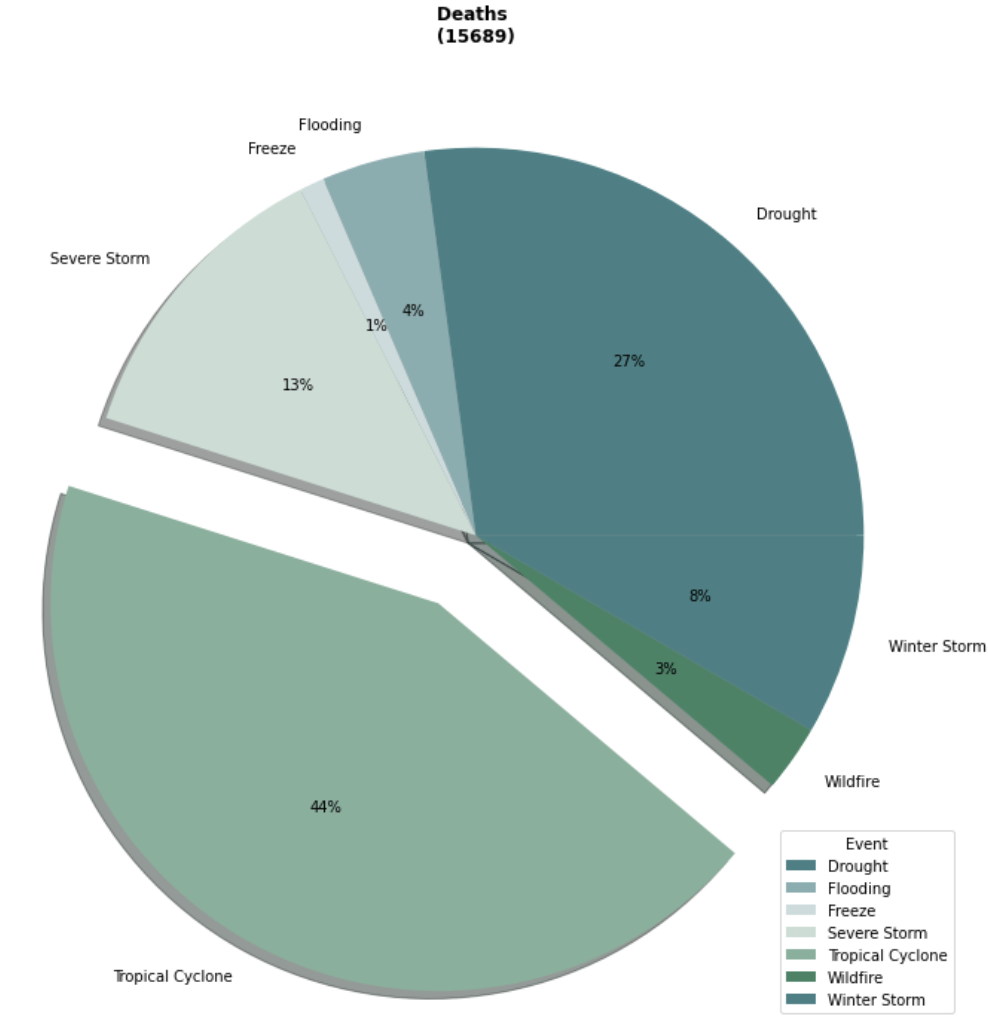 Deaths
(15689)
Flooding
Freeze
Drought
Severe Storm
4%
1%
27%
13%
8%
Winter Storm
3%
Wildfire
44%
Tropical Cyclone
Event
Drought
Flooding
Freeze
Severe Storm
Tropical Cyclone
Wildfire
Winter Storm